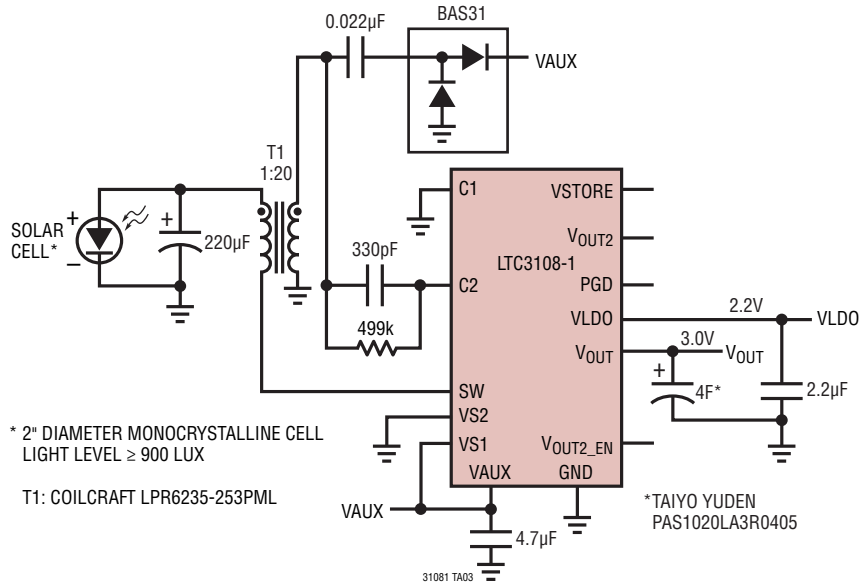 0.022µF
BAS31
VAUX
T1
1:20
SOLAR
CELL*
+
–
+
220µF
330pF
499k
C1
C2
SW
VS2
VS1
VAUX
GND
LTC3108-1
VSTORE
VOUT2
PGD
VLDO
VOUT
VOUT2_EN
2.2V
VLDO
3.0V
VOUT
+
4F*
2.2µF
* 2" DIAMETER MONOCRYSTALLINE CELL
LIGHT LEVEL ≥ 900 LUX
T1: COILCRAFT LPR6235-253PML
VAUX
4.7µF
*TAIYO YUDEN
PAS1020LA3R0405
31081 TA03